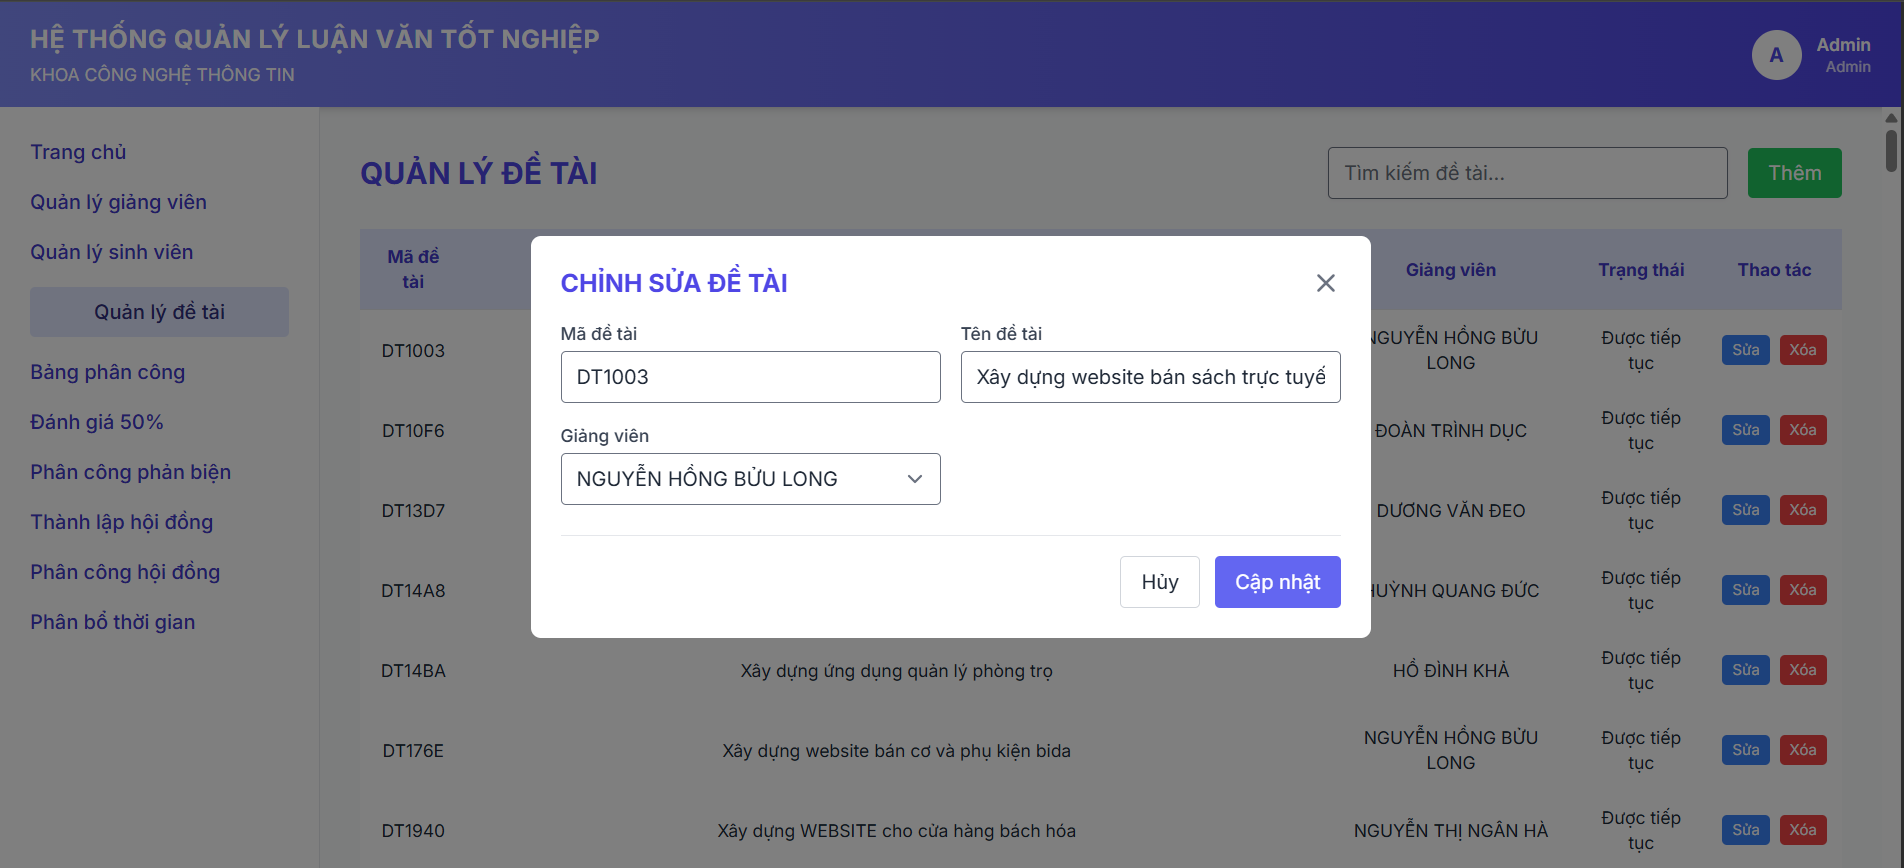 HỆ THỐNG QUẢN LÝ LUẬN VĂN TỐT NGHIỆP
KHOA CÔNG NGHỆ THÔNG TIN
A
Admin
Admin
Trang chủ
Quản lý giảng viên
Quản lý sinh viên
Quản lý đề tài
Bảng phân công
Đánh giá 50%
Phân công phản biện
Thành lập hội đồng
Phân công hội đồng
Phân bổ thời gian
QUẢN LÝ ĐỀ TÀI
Tìm kiếm đề tài...
Thêm
Mã đề
tài
Giảng viên
Trạng thái
Thao tác
CHỈNH SỬA ĐỀ TÀI
Mã đề tài
Tên đề tài
DT1003
Xây dựng website bán sách trực tuyế
Giảng viên
NGUYỄN HỒNG BỬU LONG
Hủy
Cập nhật
DT1003
NGUYỄN HỒNG BỬU
LONG
Được tiếp
tục
Sửa
Xóa
DT10F6
ĐOÀN TRÌNH DỤC
Được tiếp
tục
Sửa
Xóa
DT13D7
DƯƠNG VĂN ĐEO
Được tiếp
tục
Sửa
Xóa
DT14A8
HUỲNH QUANG ĐỨC
Được tiếp
tục
Sửa
Xóa
DT14BA
Xây dựng ứng dụng quản lý phòng trọ
HỒ ĐÌNH KHẢ
Được tiếp
tục
Sửa
Xóa
DT176E
Xây dựng website bán cơ và phụ kiện bida
NGUYỄN HỒNG BỬU
LONG
Được tiếp
tục
Sửa
Xóa
DT1940
Xây dựng WEBSITE cho cửa hàng bách hóa
NGUYỄN THỊ NGÂN HÀ
Được tiếp
tục
Sửa
Xóa